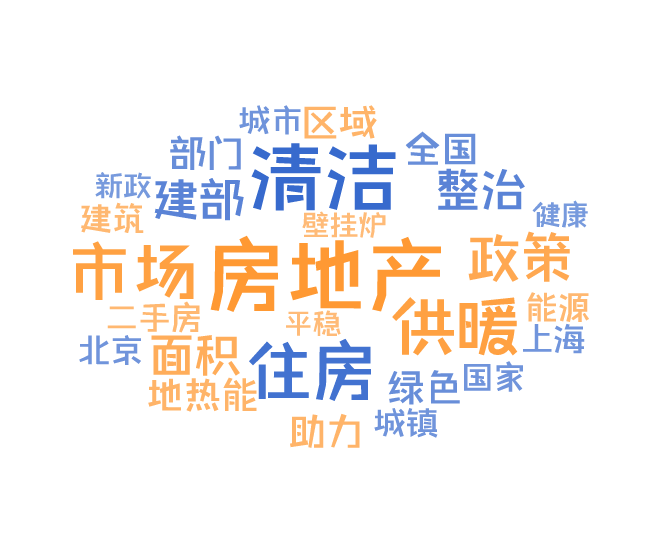 城市
区域
部门
清洁
全国
新政
建部
整治
建筑
壁挂炉
健康
市场
房地产
政策
二手房
平稳
供暖
能源
北京
面积
住房
上海
地热能
绿色
国家
助力
城镇